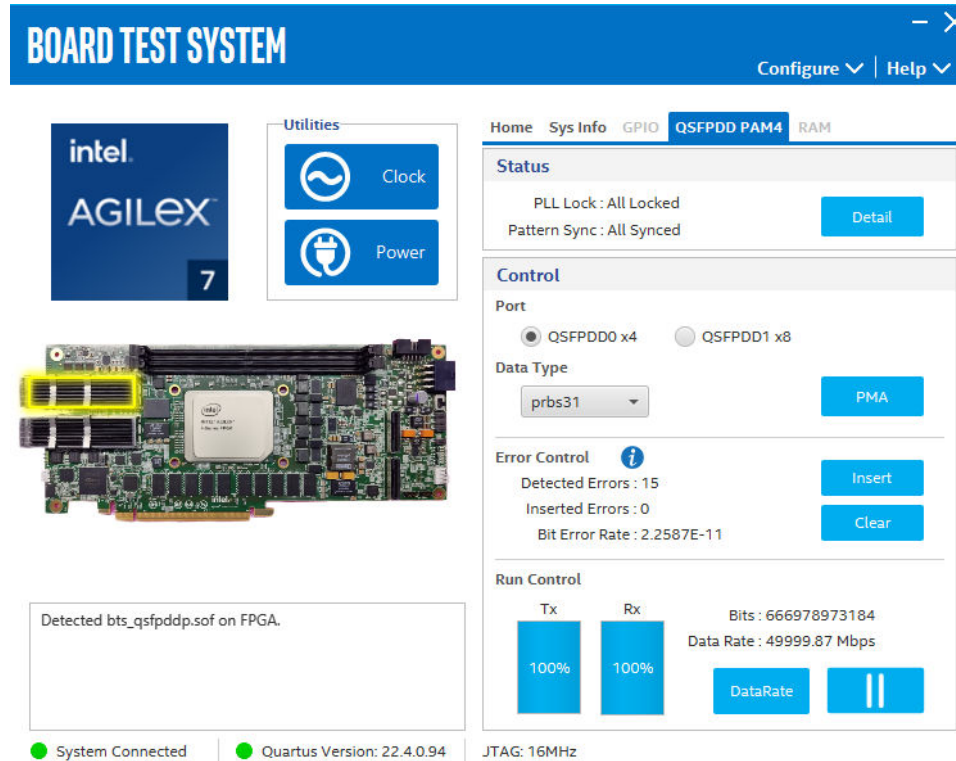 BOARD TEST SYSTEM
Configure
Help
intel.
AGILEX
7
Utilities
Clock
Power
Home Sys Info GPIO QSFPDD PAM4 RAM
Status
PLL Lock : All Locked
Pattern Sync : All Synced
Detail
Control
Port
QSFPDD0 x4 QSFPDD1 x8
Data Type
prbs31
PMA
Error Control
Detected Errors : 15
Inserted Errors : 0
Bit Error Rate : 2.2587E-11
Insert
Clear
Run Control
Tx Rx
100% 100%
Bits : 666978973184
Data Rate : 49999.87 Mbps
DataRate
Detected bts_qsfpddp.sof on FPGA.
System Connected
Quartus Version: 22.4.0.94
JTAG: 16MHz